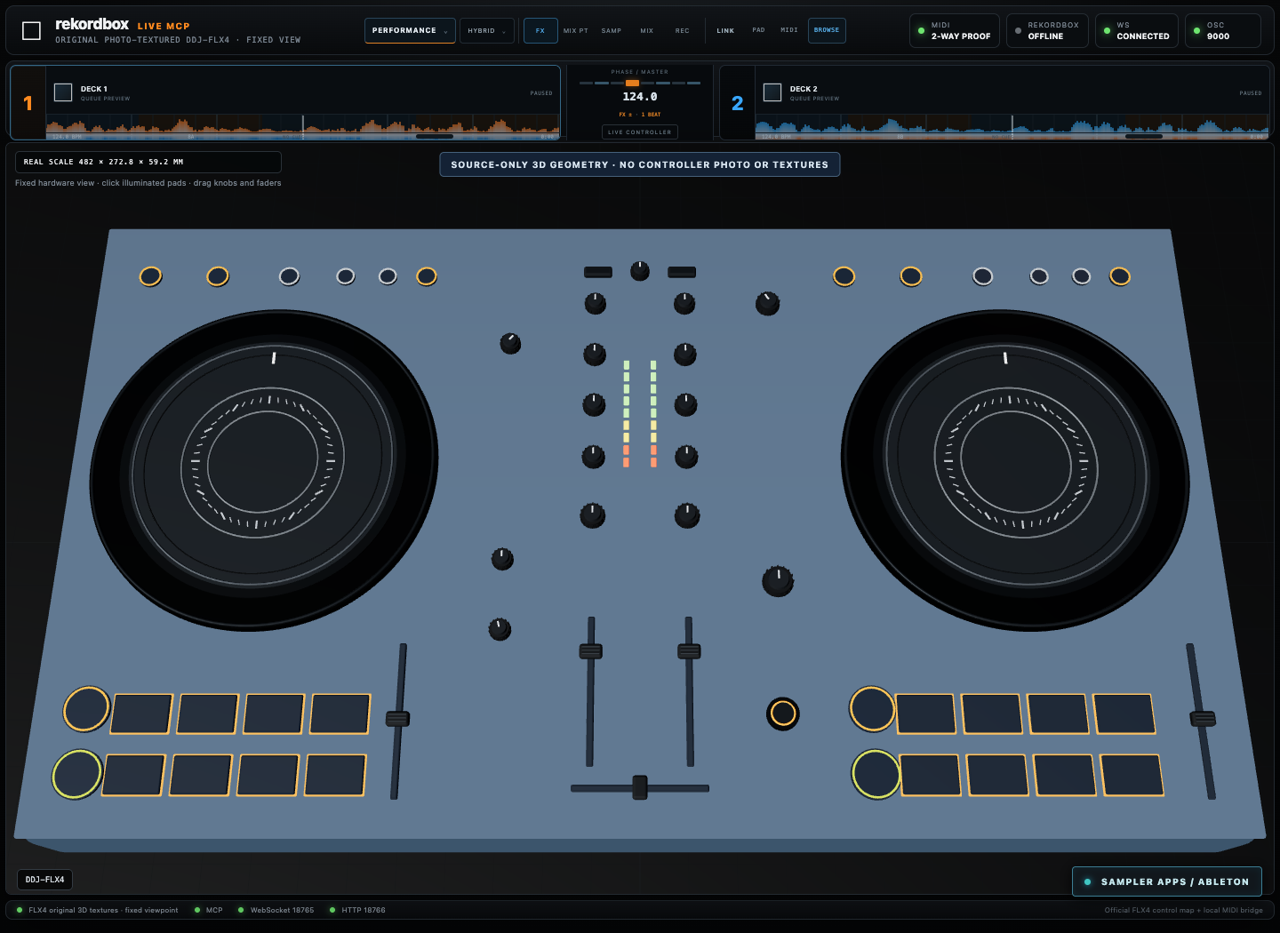 rekordbox LIVE MCP
ORIGINAL PHOTO-TEXTURED DDJ-FLX4 · FIXED VIEW
PERFORMANCE
HYBRID
FX
MIX PT
SAMP
MIX
REC
LINK
PAD
MIDI
BROWSE
MIDI
2-WAY PROOF
REKORDBOX
OFFLINE
WS
CONNECTED
OSC
9000
1
DECK 1
QUEUE PREVIEW
PAUSED
PHASE / MASTER
124.0
FX ± · 1 BEAT
LIVE CONTROLLER
2
DECK 2
QUEUE PREVIEW
PAUSED
REAL SCALE 482 × 272.8 × 59.2 MM
Fixed hardware view · click illuminated pads · drag knobs and faders
SOURCE-ONLY 3D GEOMETRY · NO CONTROLLER PHOTO OR TEXTURES
DDJ-FLX4
SAMPLER APPS / ABLETON
FLX4 original 3D textures · fixed viewpoint
MCP
WebSocket 18765
HTTP 18766
Official FLX4 control map + local MIDI bridge